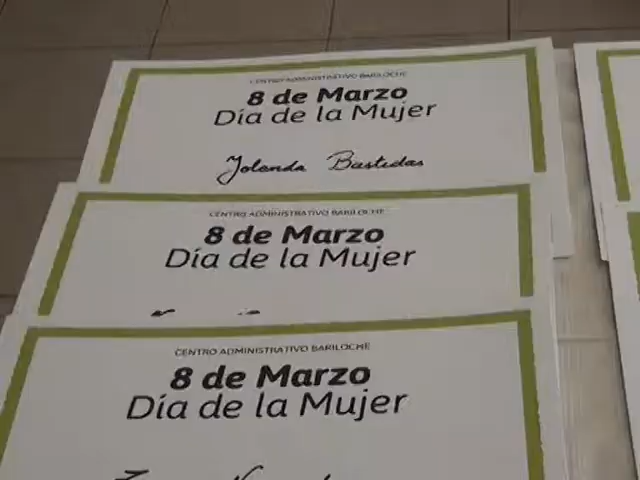 CENTRO ADMINISTRATIVO BARILOCHE
8 de Marzo
Día de la Mujer
Yolanda Bastidas
CENTRO ADMINISTRATIVO BARILOCHE
8 de Marzo
Día de la Mujer
CENTRO ADMINISTRATIVO BARILOCHE
8 de Marzo
Día de la Mujer